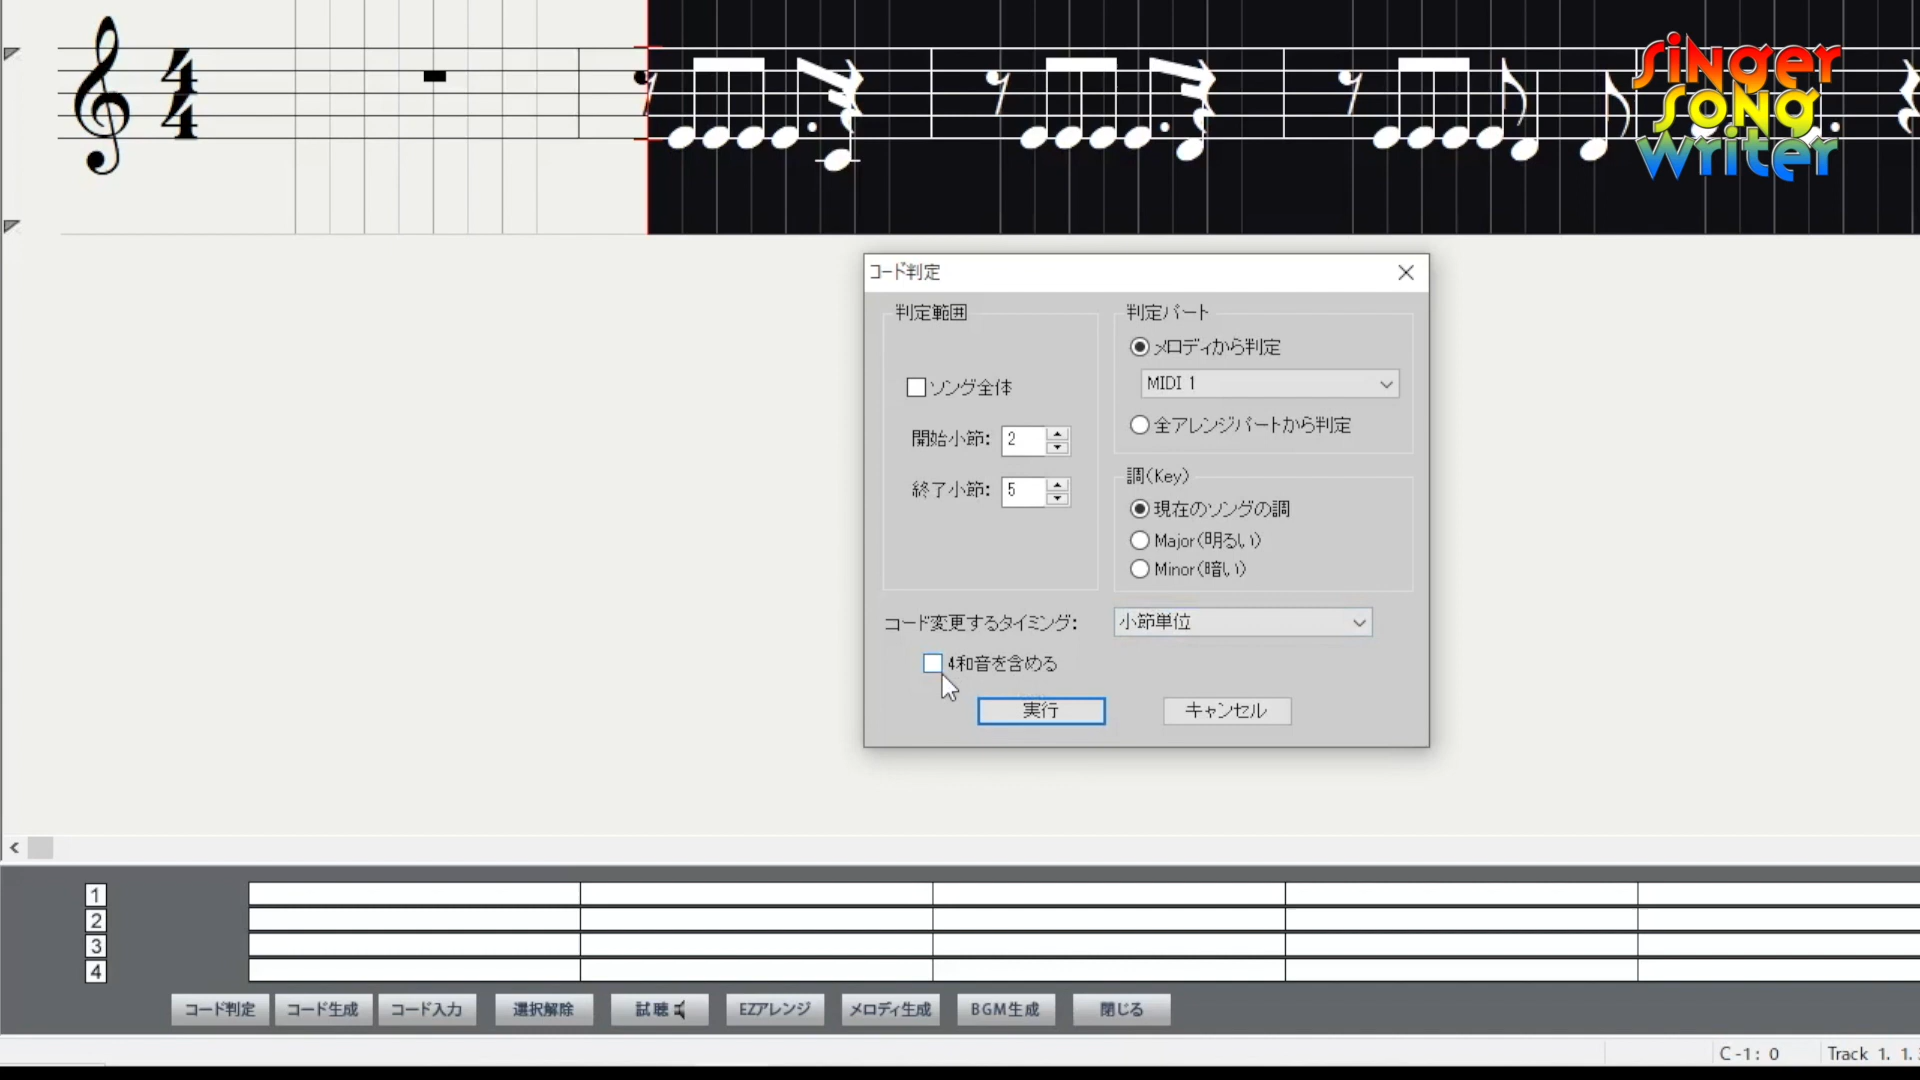 SiNger
SoNg
writer
4
4
コード判定
判定範囲
ソング全体
開始小節: 2
終了小節: 5
判定パート
メロディから判定
MIDI 1
全アレンジパートから判定
調(Key)
現在のソングの調
Major(明るい)
Minor(暗い)
コード変更するタイミング: 小節単位
4和音を含める
実行 キャンセル
1
2
3
4
コード判定 コード生成 コード入力 選択解除 試聴 EZアレンジ メロディ生成 BGM生成 閉じる
C -1: 0 Track 1. 1.